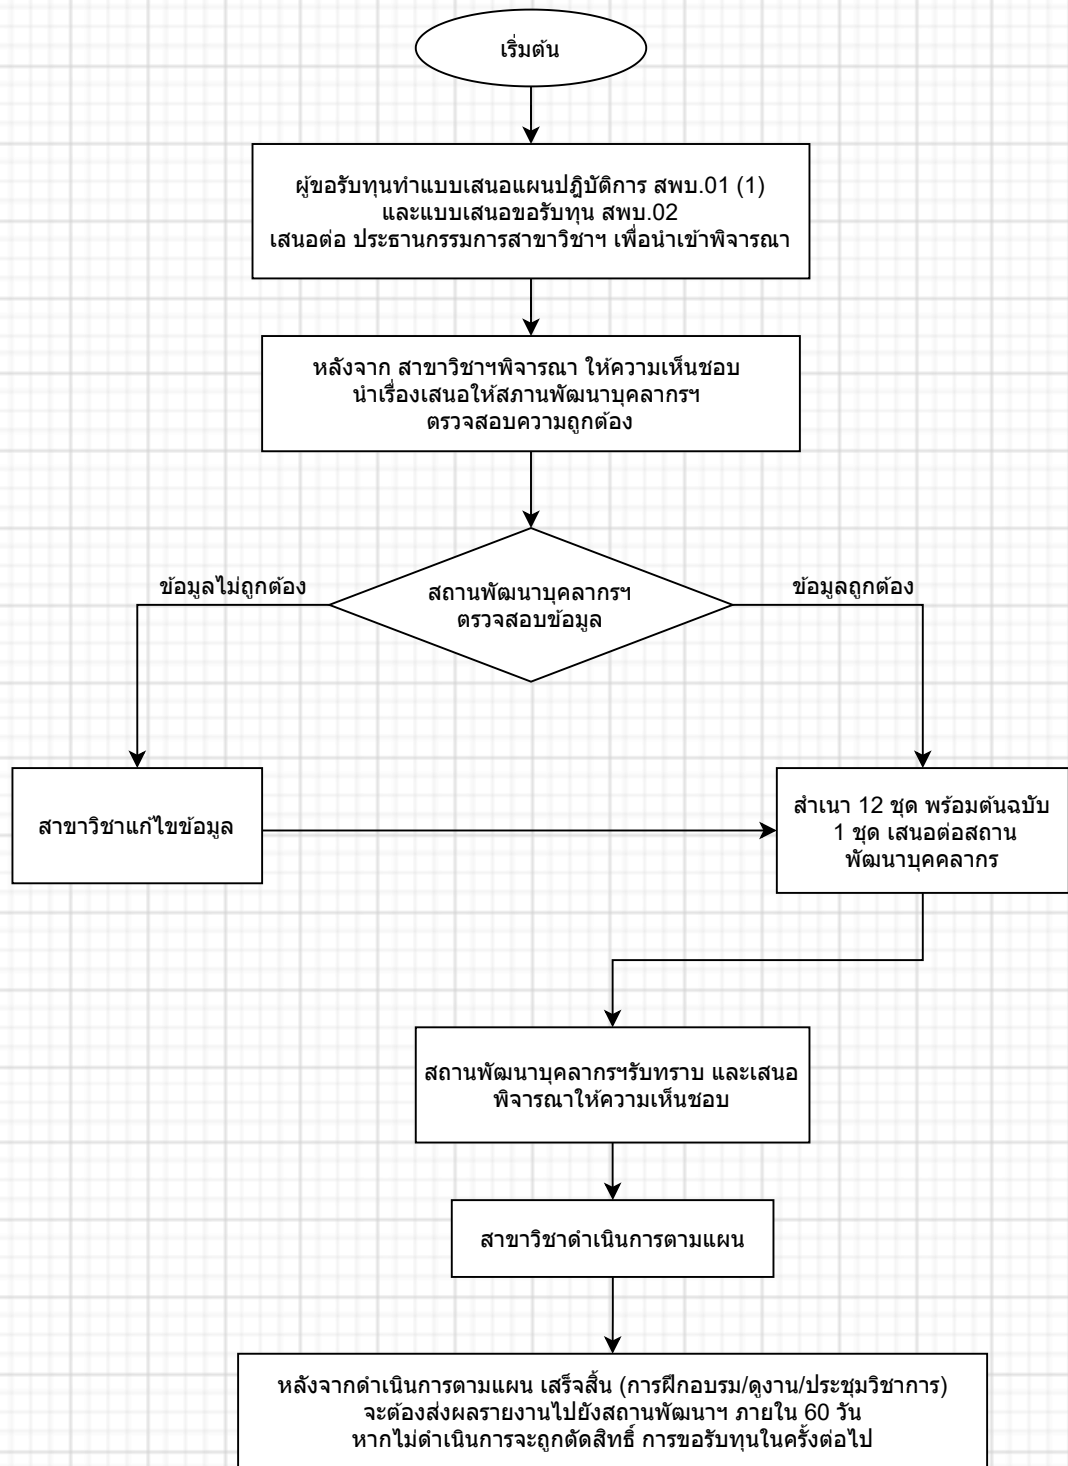 เริ่มต้น
ผู้ขอรับทุนทำแบบเสนอแผนปฏิบัติการ สพบ.01 (1)
และแบบเสนอขอรับทุน สพบ.02
เสนอต่อ ประธานกรรมการสาขาวิชาฯ เพื่อนำเข้าพิจารณา
หลังจาก สาขาวิชาฯพิจารณา ให้ความเห็นชอบ
นำเรื่องเสนอให้สภานพัฒนาบุคลากรฯ
ตรวจสอบความถูกต้อง
ข้อมูลไม่ถูกต้อง
สถานพัฒนาบุคลากรฯ
ตรวจสอบข้อมูล
ข้อมูลถูกต้อง
สาขาวิชาแก้ไขข้อมูล
สำเนา 12 ชุด พร้อมต้นฉบับ
1 ชุด เสนอต่อสถาน
พัฒนาบุคคลากร
สถานพัฒนาบุคลากรฯรับทราบ และเสนอ
พิจารณาให้ความเห็นชอบ
สาขาวิชาดำเนินการตามแผน
หลังจากดำเนินการตามแผน เสร็จสิ้น (การฝึกอบรม/ดูงาน/ประชุมวิชาการ)
จะต้องส่งผลรายงานไปยังสถานพัฒนาฯ ภายใน 60 วัน
หากไม่ดำเนินการจะถูกตัดสิทธิ์ การขอรับทุนในครั้งต่อไป